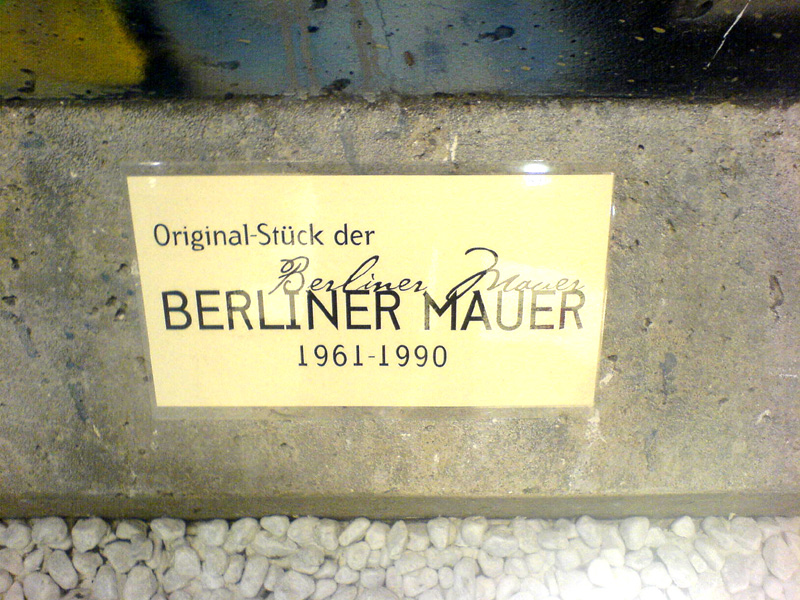 Original-Stück der
Berliner Mauer
BERLINER MAUER
1961-1990